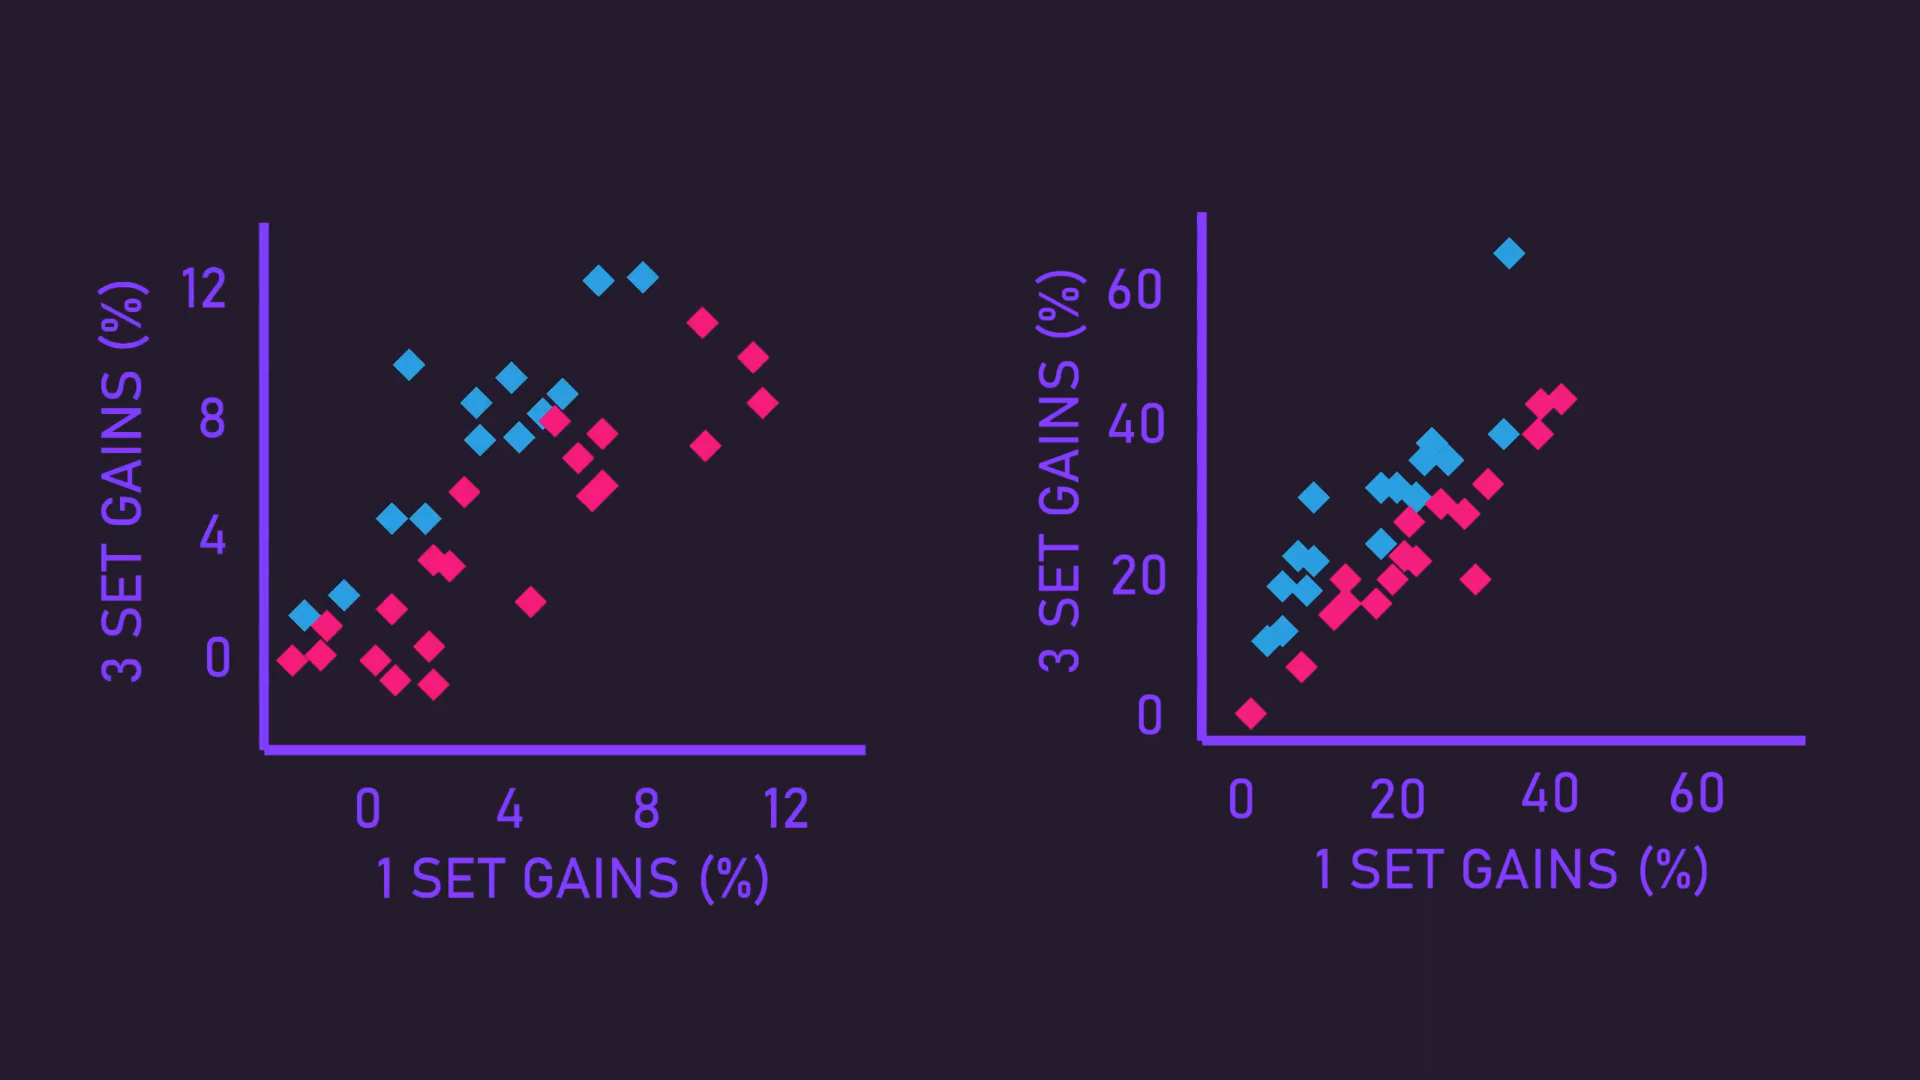 3 SET GAINS (%)
12
8
4
0
0 4 8 12
1 SET GAINS (%)
3 SET GAINS (%)
60
40
20
0
0 20 40 60
1 SET GAINS (%)